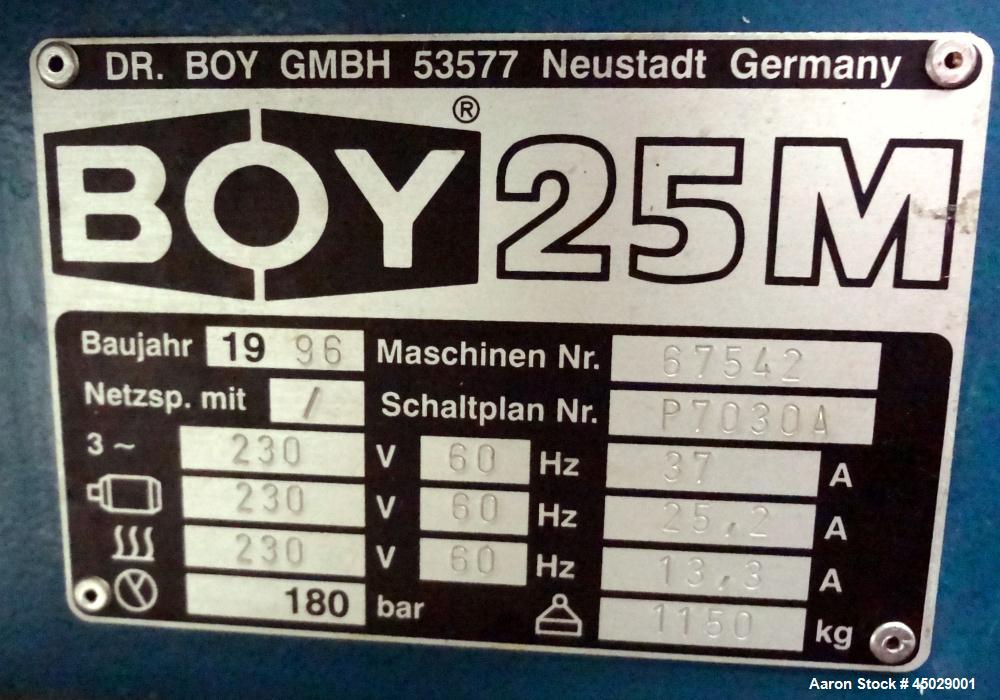 DR. BOY GMBH 53577 Neustadt Germany
BOY® 25M
Baujahr 19 96 Maschinen Nr. 67542
Netzsp. mit / Schaltplan Nr. P7030A
3 ~ 230 V 60 Hz 37 A
230 V 60 Hz 25,2 A
230 V 60 Hz 13,3 A
180 bar 1150 kg
Aaron Stock # 45029001